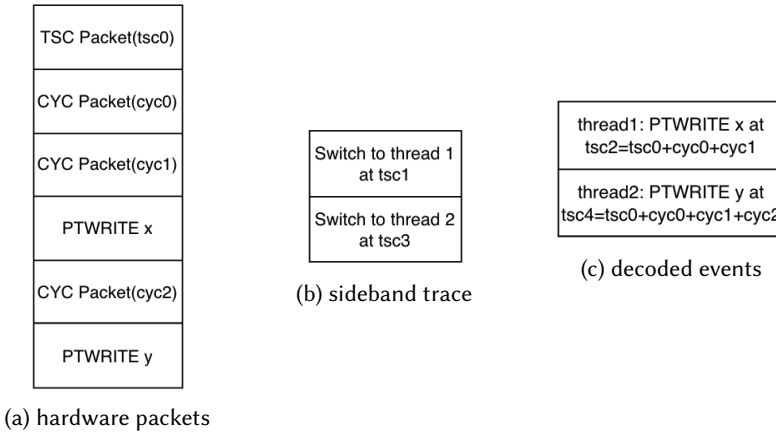 TSC Packet(tsc0)
CYC Packet(cyc0)
CYC Packet(cyc1)
PTWRITE x
CYC Packet(cyc2)
PTWRITE y
(a) hardware packets
Switch to thread 1
at tsc1
Switch to thread 2
at tsc3
(b) sideband trace
thread1: PTWRITE x at
tsc2=tsc0+cyc0+cyc1
thread2: PTWRITE y at
tsc4=tsc0+cyc0+cyc1+cyc2
(c) decoded events